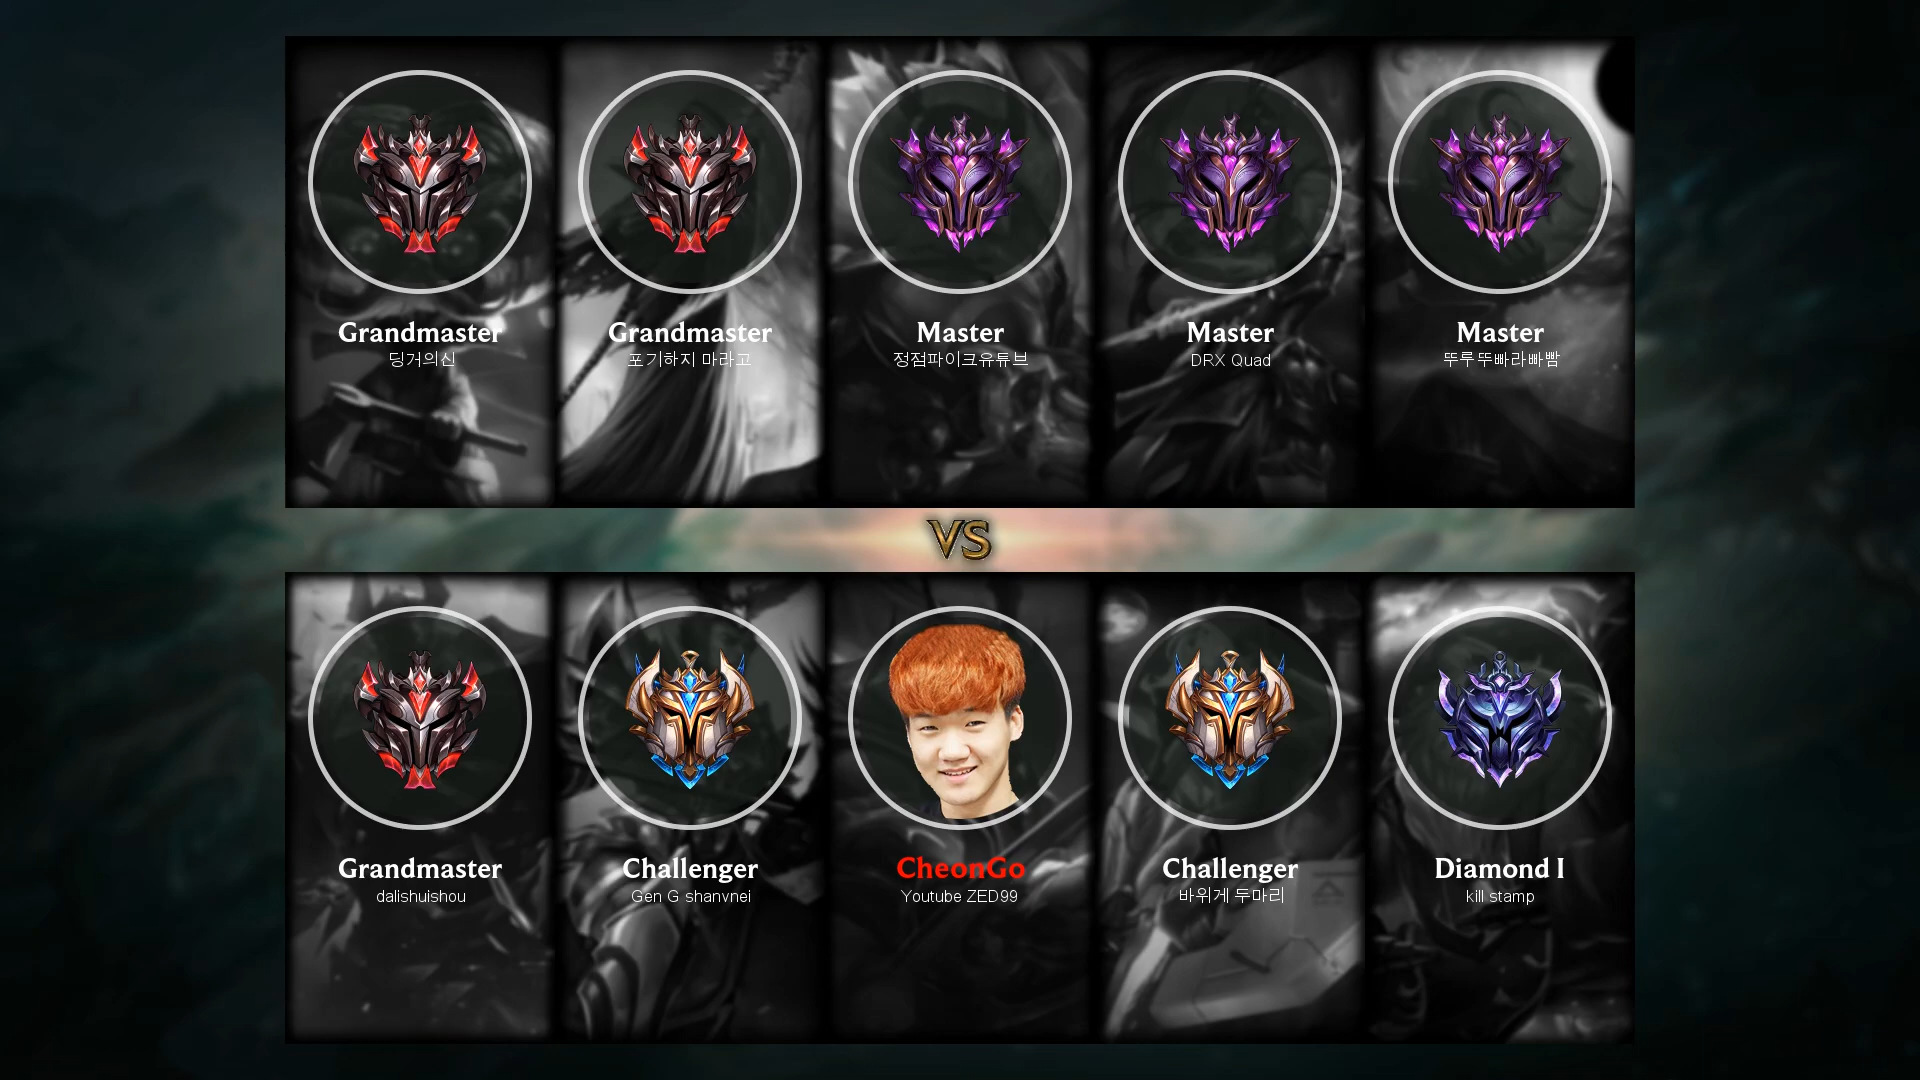 Grandmaster
딩거의신
Grandmaster
포기하지 마라고
Master
정점파이크유튜브
Master
DRX Quad
Master
뚜루뚜빠라빠빰
VS
Grandmaster
dalishuishou
Challenger
Gen G shanvnei
CheonGo
Youtube ZED99
Challenger
바위게 두마리
Diamond I
kill stamp